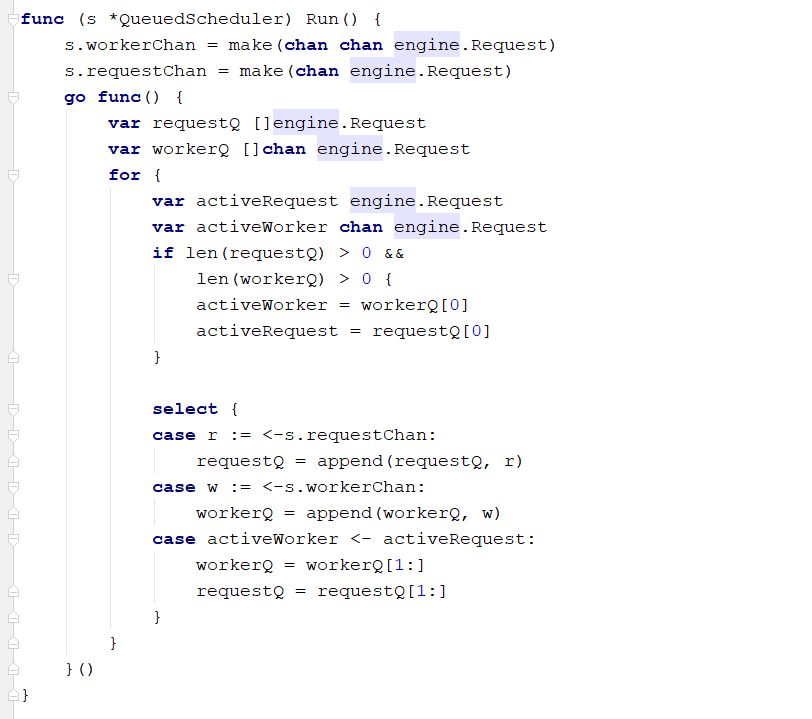 func (s *QueuedScheduler) Run() {
    s.workerChan = make(chan chan engine.Request)
    s.requestChan = make(chan engine.Request)
    go func() {
        var requestQ []engine.Request
        var workerQ []chan engine.Request
        for {
            var activeRequest engine.Request
            var activeWorker chan engine.Request
            if len(requestQ) > 0 &&
                len(workerQ) > 0 {
                activeWorker = workerQ[0]
                activeRequest = requestQ[0]
            }

            select {
            case r := <-s.requestChan:
                requestQ = append(requestQ, r)
            case w := <-s.workerChan:
                workerQ = append(workerQ, w)
            case activeWorker <- activeRequest:
                workerQ = workerQ[1:]
                requestQ = requestQ[1:]
            }
        }
    }()
}